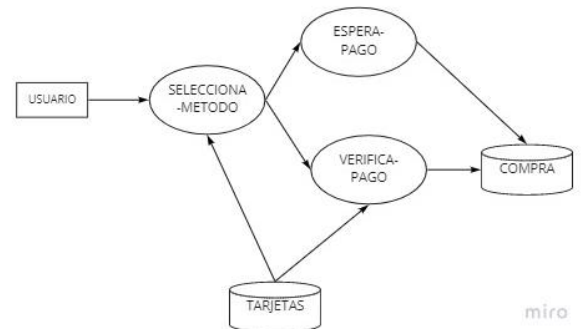 ESPERA-
PAGO
USUARIO
SELECCIONA
-METODO
VERIFICA-
PAGO
COMPRA
TARJETAS
miro